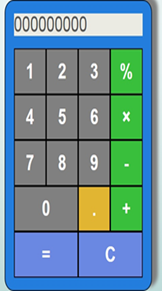 000000000
1 2 3 %
4 5 6 ×
7 8 9 -
0 . +
= C